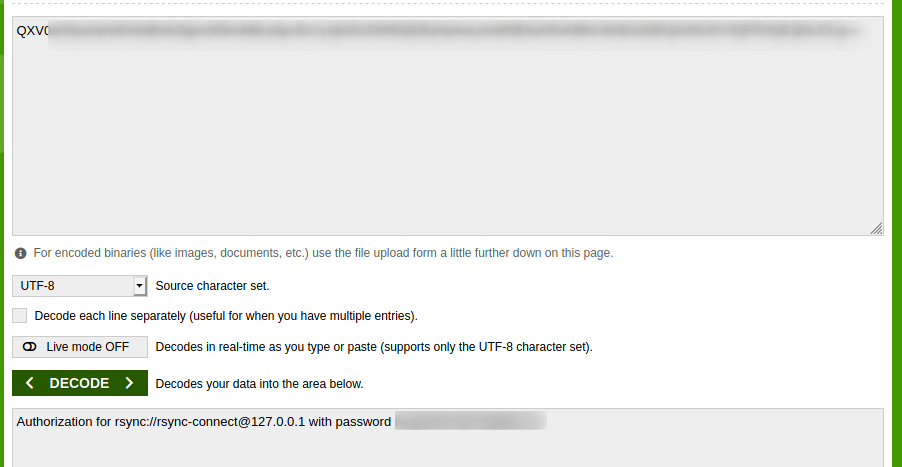 QXV0
For encoded binaries (like images, documents, etc.) use the file upload form a little further down on this page.
UTF-8 Source character set.
Decode each line separately (useful for when you have multiple entries).
Live mode OFF Decodes in real-time as you type or paste (supports only the UTF-8 character set).
< DECODE > Decodes your data into the area below.
Authorization for rsync://rsync-connect@127.0.0.1 with password